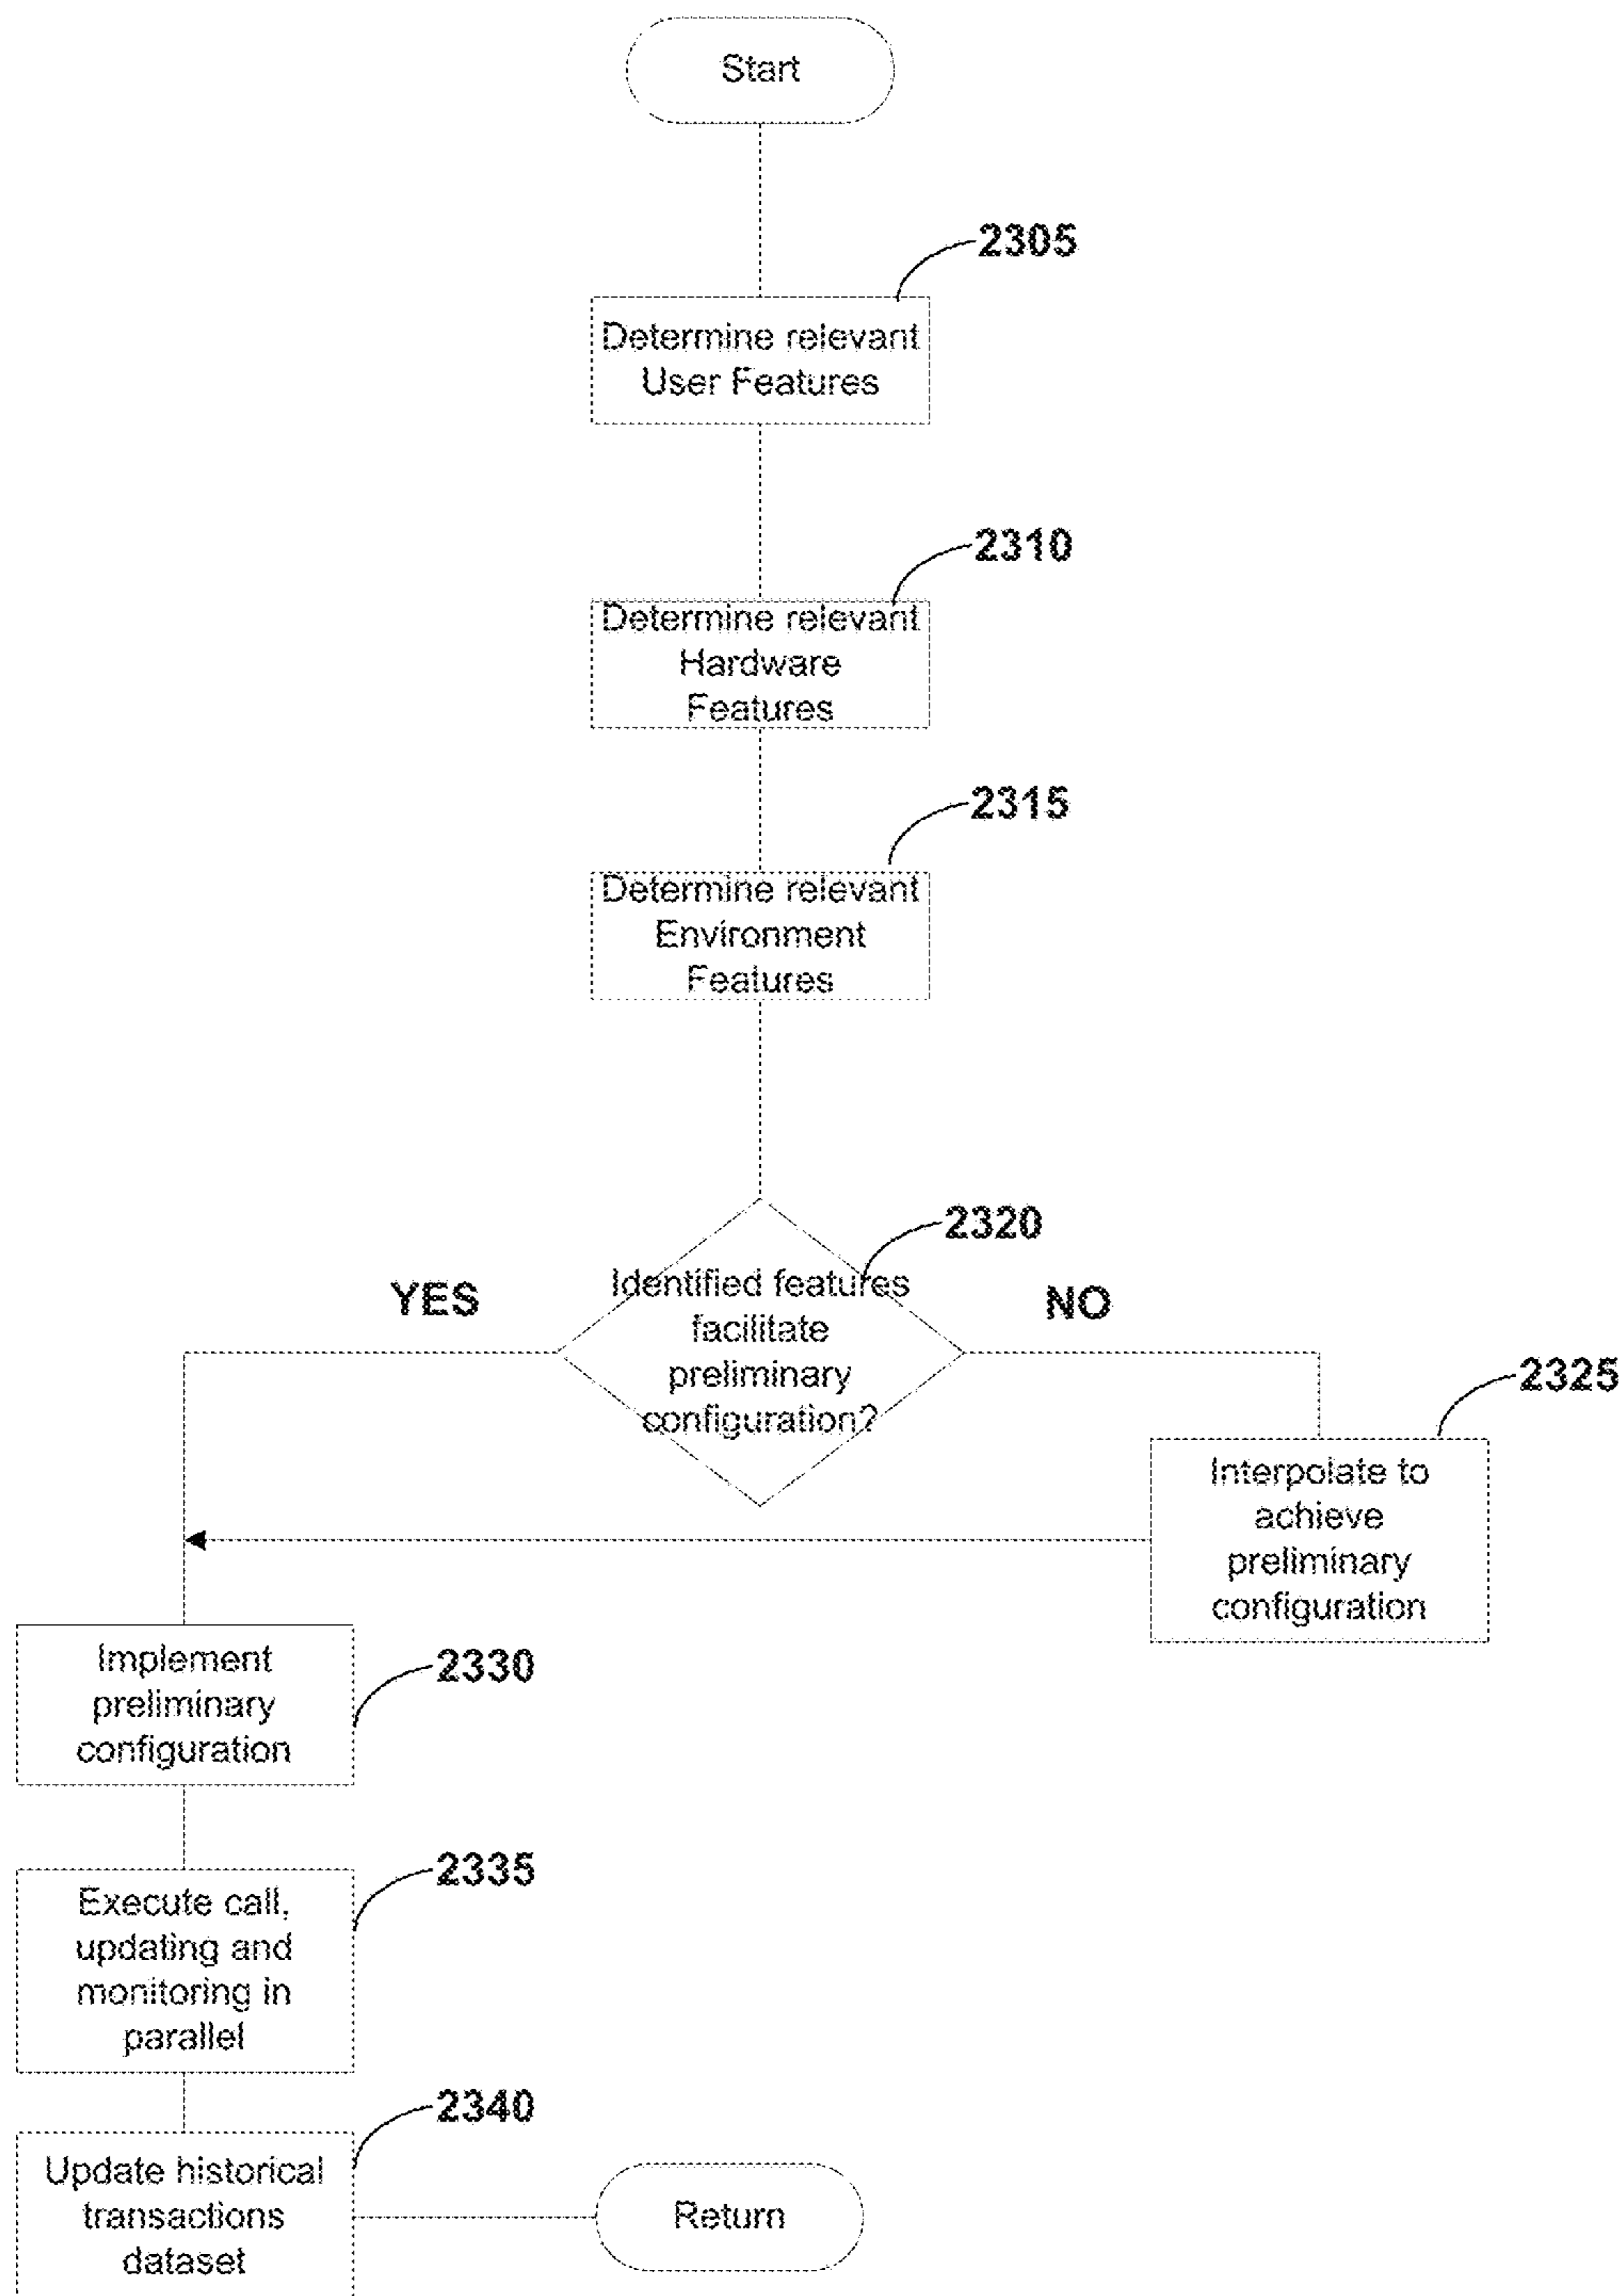 Start
2305
Determine relevant
User Features
2310
Determine relevant
Hardware
Features
2315
Determine relevant
Environment
Features
2320
Identified features
facilitate
preliminary
configuration?
YES
NO
2325
Interpolate to
achieve
preliminary
configuration
Implement
preliminary
configuration
2330
Execute call,
updating and
monitoring in
parallel
2335
Update historical
transactions
dataset
2340
Return